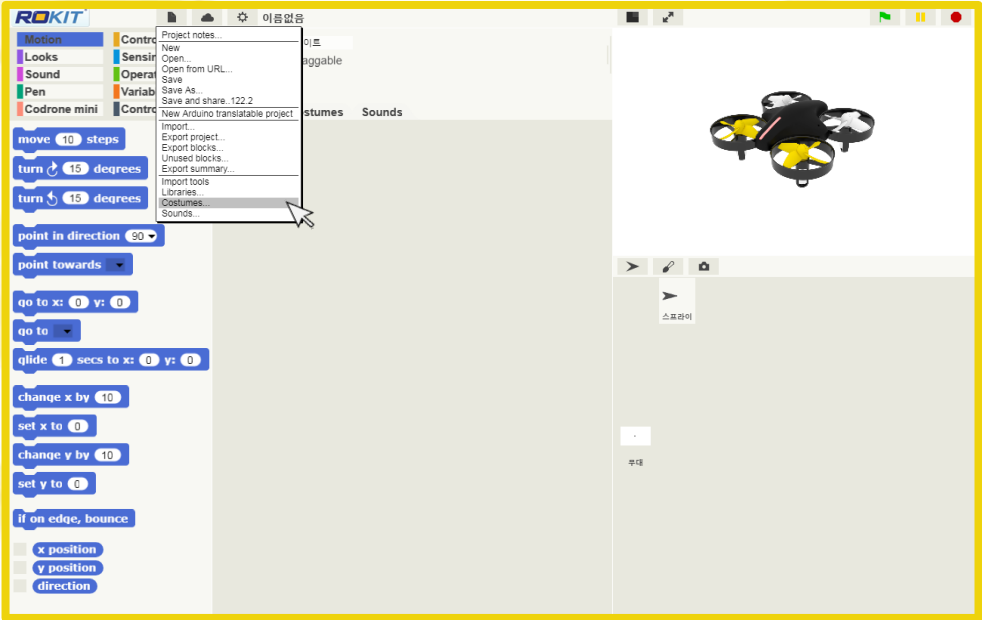 ROKIT
이름없음
Motion
Looks
Sound
Pen
Codrone mini
Contro
Sensin
Operat
Variab
Contro
Project notes...
New
Open...
Open from URL...
Save
Save As...
Save and share..122.2
New Arduino translatable project
Import...
Export project...
Export blocks...
Unused blocks...
Export summary...
Import tools
Libraries...
Costumes...
Sounds...
이트
aggable
stumes Sounds
move 10 steps
turn 15 degrees
turn 15 degrees
point in direction 90
point towards
go to x: 0 y: 0
go to
glide 1 secs to x: 0 y: 0
change x by 10
set x to 0
change y by 10
set y to 0
if on edge, bounce
x position
y position
direction
스프라이
무대